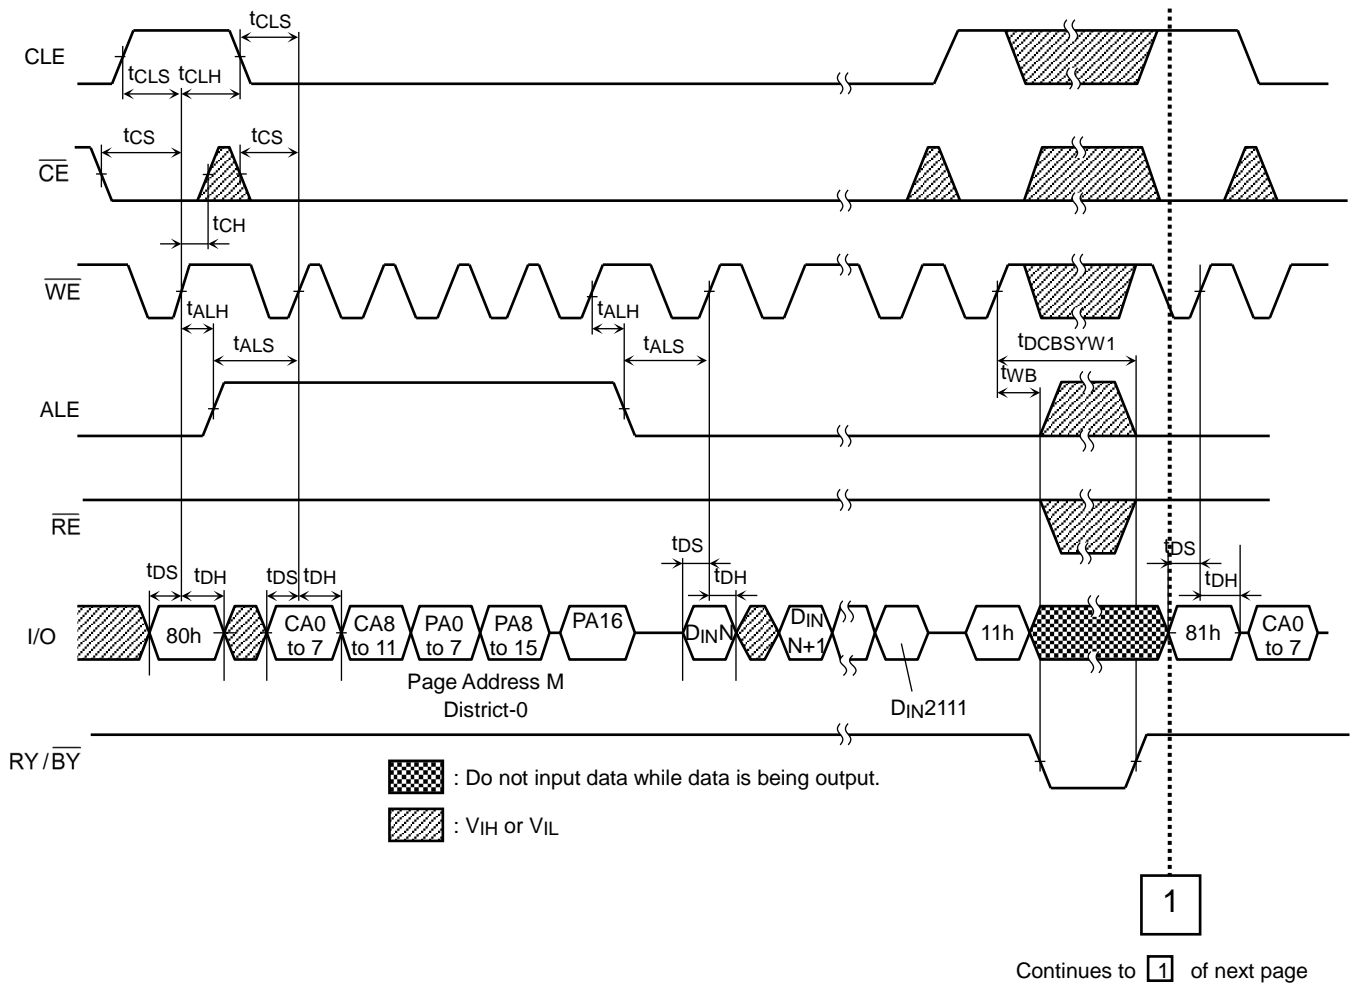 tCLS
CLE
tCLS tCLH
tCS tCS
CE
tCH
WE
tALH tALH
tALS tALS
tDCBSYW1
tWB
ALE
RE
tDS tDH tDS tDH tDS tDH tDS tDH
I/O
80h
CA0 to 7
CA8 to 11
PA0 to 7
PA8 to 15
PA16
DINN
DIN N+1
11h
81h
CA0 to 7
Page Address M
District-0
DIN2111
RY/BY
: Do not input data while data is being output.
: VIH or VIL
1
Continues to 1 of next page